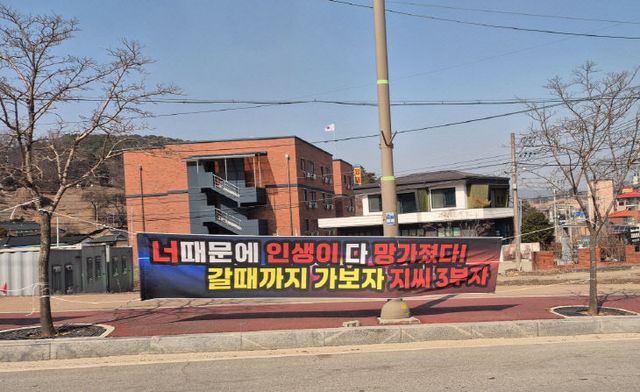 너때문에 인생이 다 망가졌다!
갈때까지 가보자 지씨 3부자